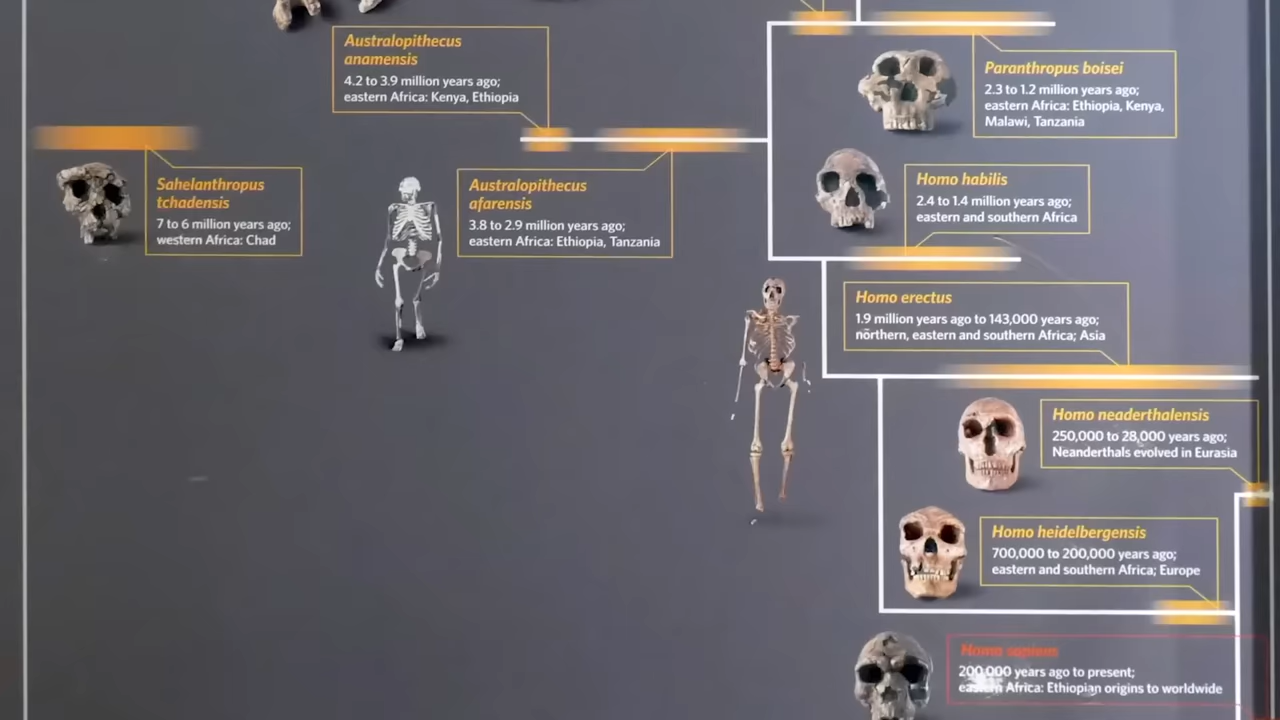 Australopithecus
anamensis
4.2 to 3.9 million years ago;
eastern Africa: Kenya, Ethiopia
Paranthropus boisei
2.3 to 1.2 million years ago;
eastern Africa: Ethiopia, Kenya,
Malawi, Tanzania
Sahelanthropus
tchadensis
7 to 6 million years ago;
western Africa: Chad
Australopithecus
afarensis
3.8 to 2.9 million years ago;
eastern Africa: Ethiopia, Tanzania
Homo habilis
2.4 to 1.4 million years ago;
eastern and southern Africa
Homo erectus
1.9 million years ago to 143,000 years ago;
northern, eastern and southern Africa; Asia
Homo neaderthalensis
250,000 to 28,000 years ago;
Neanderthals evolved in Eurasia
Homo heidelbergensis
700,000 to 200,000 years ago;
eastern and southern Africa; Europe
Homo sapiens
200,000 years ago to present;
eastern Africa: Ethiopian origins to worldwide